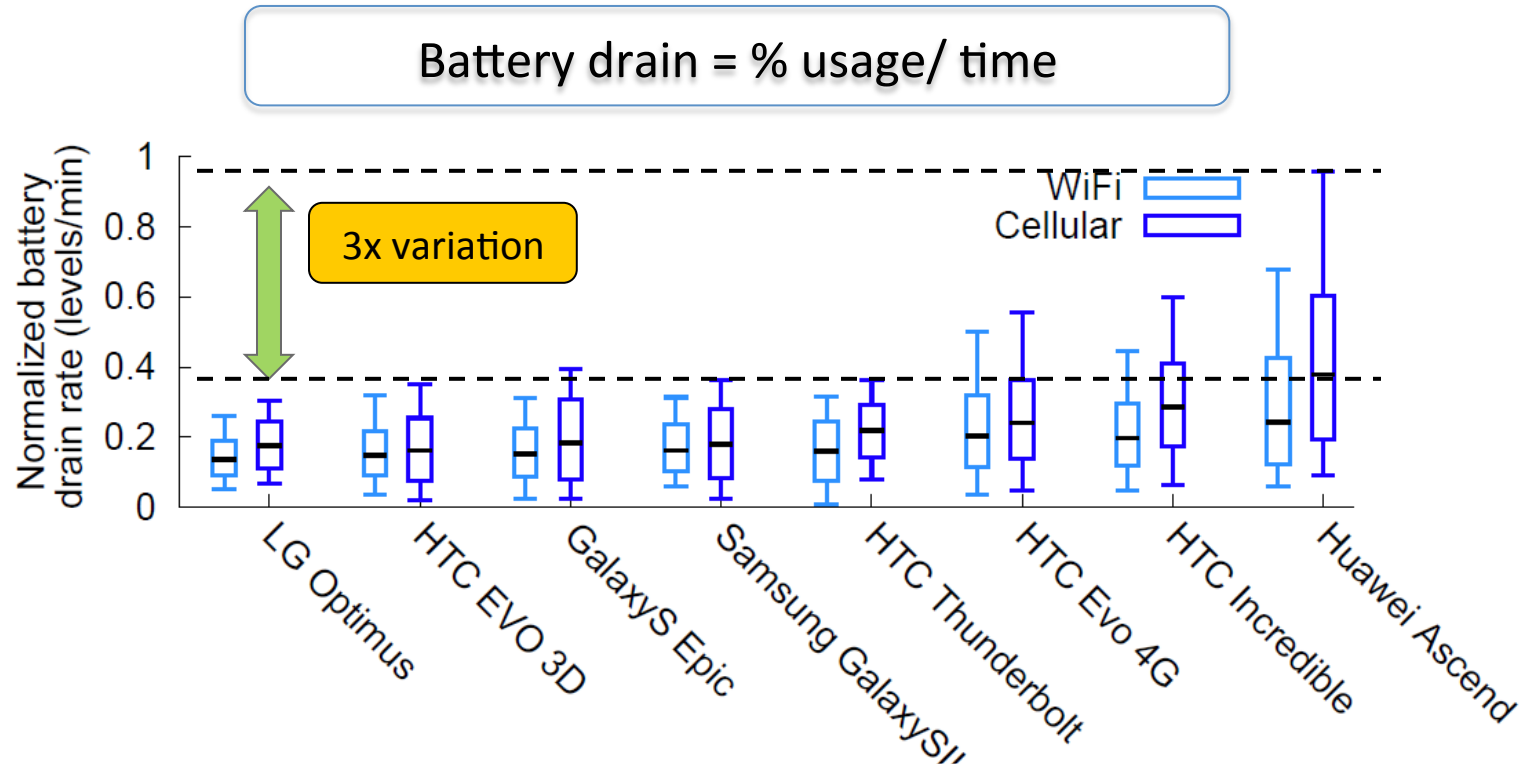 Battery drain = % usage/ time
Normalized battery
drain rate (levels/min)
1
0.8
0.6
0.4
0.2
0
3x variation
WiFi
Cellular
LG Optimus
HTC EVO 3D
GalaxyS Epic
Samsung GalaxySII
HTC Thunderbolt
HTC Evo 4G
HTC Incredible
Huawei Ascend